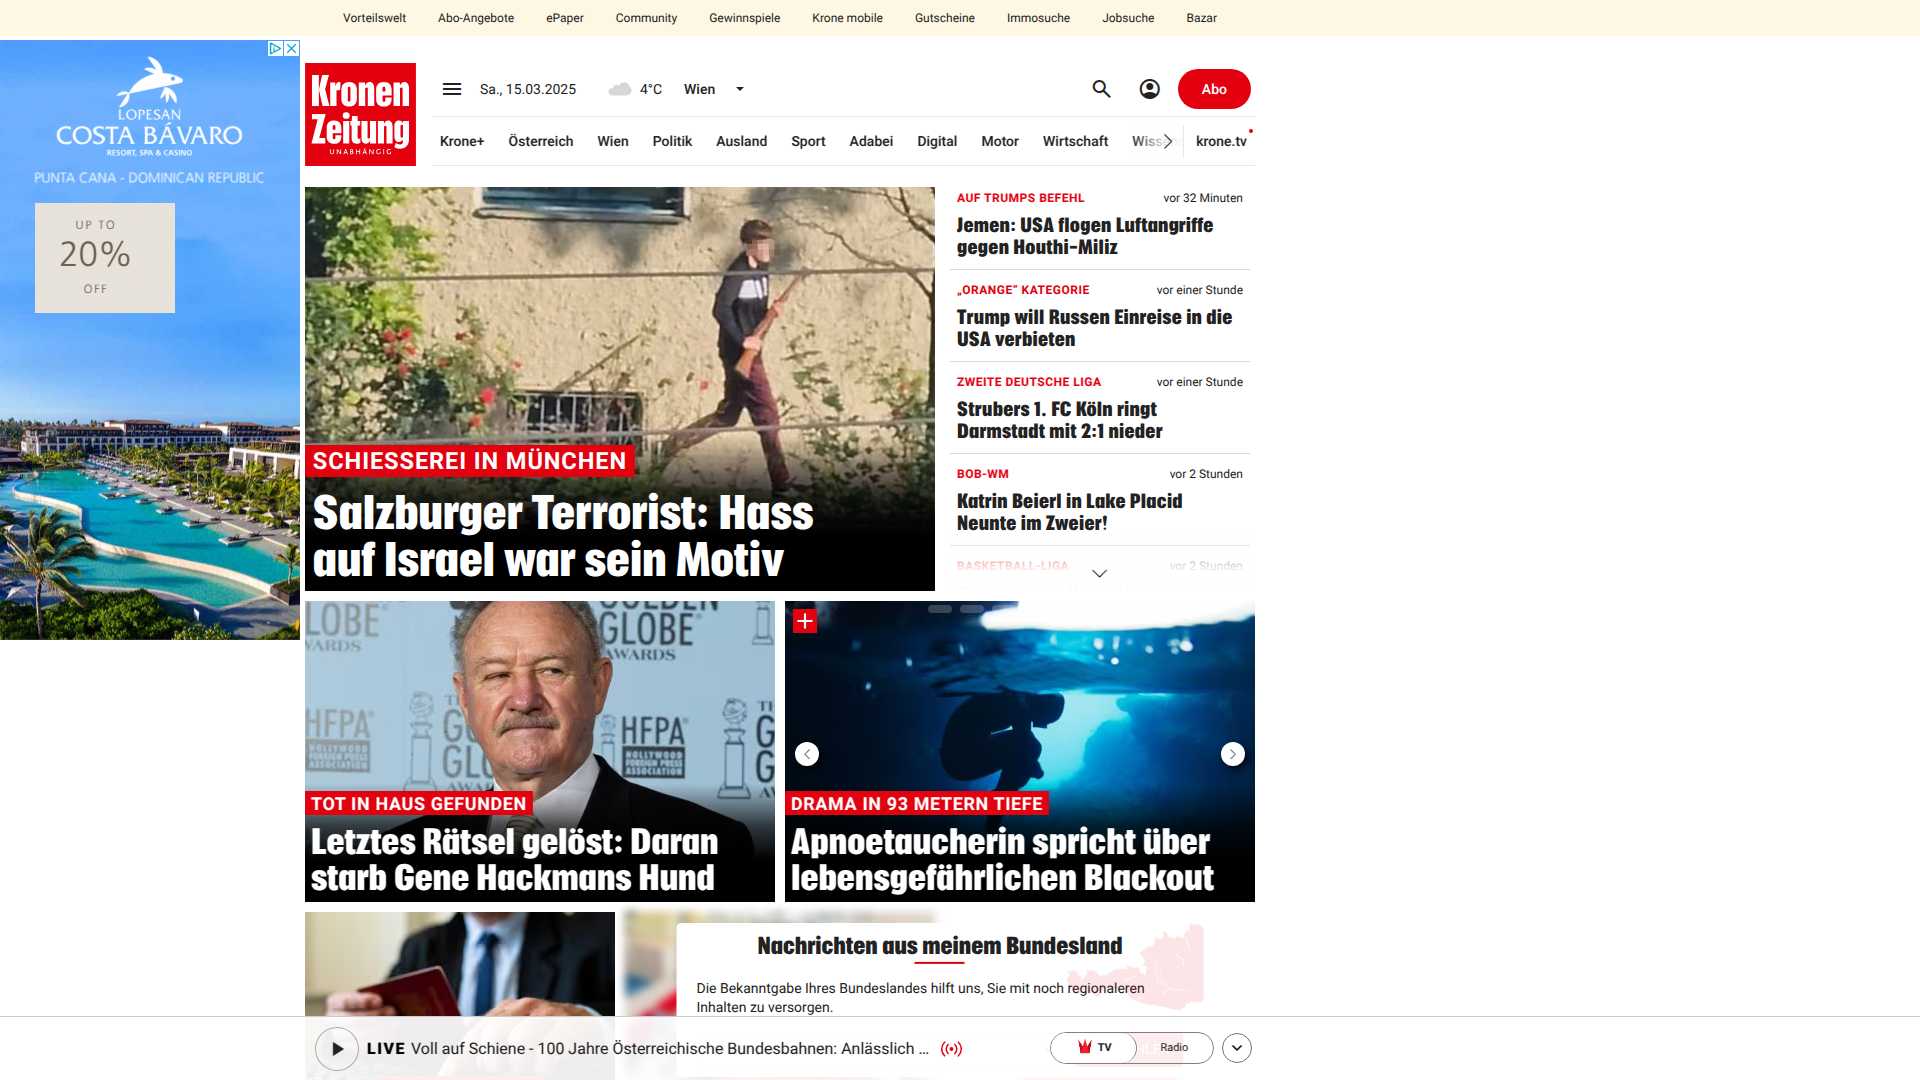 Vorteilswelt Abo-Angebote ePaper Community Gewinnspiele Krone mobile Gutscheine Immosuche Jobsuche Bazar
LOPESAN
COSTA BÁVARO
RESORT, SPA & CASINO
PUNTA CANA - DOMINICAN REPUBLIC
UP TO
20%
OFF
Kronen
Zeitung
UNABHÄNGIG
Sa., 15.03.2025 4°C Wien
Abo
Krone+ Österreich Wien Politik Ausland Sport Adabei Digital Motor Wirtschaft krone.tv
SCHIESSEREI IN MÜNCHEN
Salzburger Terrorist: Hass
auf Israel war sein Motiv
AUF TRUMPS BEFEHL vor 32 Minuten
Jemen: USA flogen Luftangriffe
gegen Houthi-Miliz
„ORANGE“ KATEGORIE vor einer Stunde
Trump will Russen Einreise in die
USA verbieten
ZWEITE DEUTSCHE LIGA vor einer Stunde
Strubers 1. FC Köln ringt
Darmstadt mit 2:1 nieder
BOB-WM vor 2 Stunden
Katrin Beierl in Lake Placid
Neunte im Zweier!
BASKETBALL-LIGA vor 2 Stunden
GOLDEN
GLOBE
AWARDS
HFPA
HOLLYWOOD
FOREIGN PRESS
ASSOCIATION
TOT IN HAUS GEFUNDEN
Letztes Rätsel gelöst: Daran
starb Gene Hackmans Hund
DRAMA IN 93 METERN TIEFE
Apnoetaucherin spricht über
lebensgefährlichen Blackout
Nachrichten aus meinem Bundesland
Die Bekanntgabe Ihres Bundeslandes hilft uns, Sie mit noch regionaleren
Inhalten zu versorgen.
LIVE Voll auf Schiene - 100 Jahre Österreichische Bundesbahnen: Anlässlich ...
TV Radio